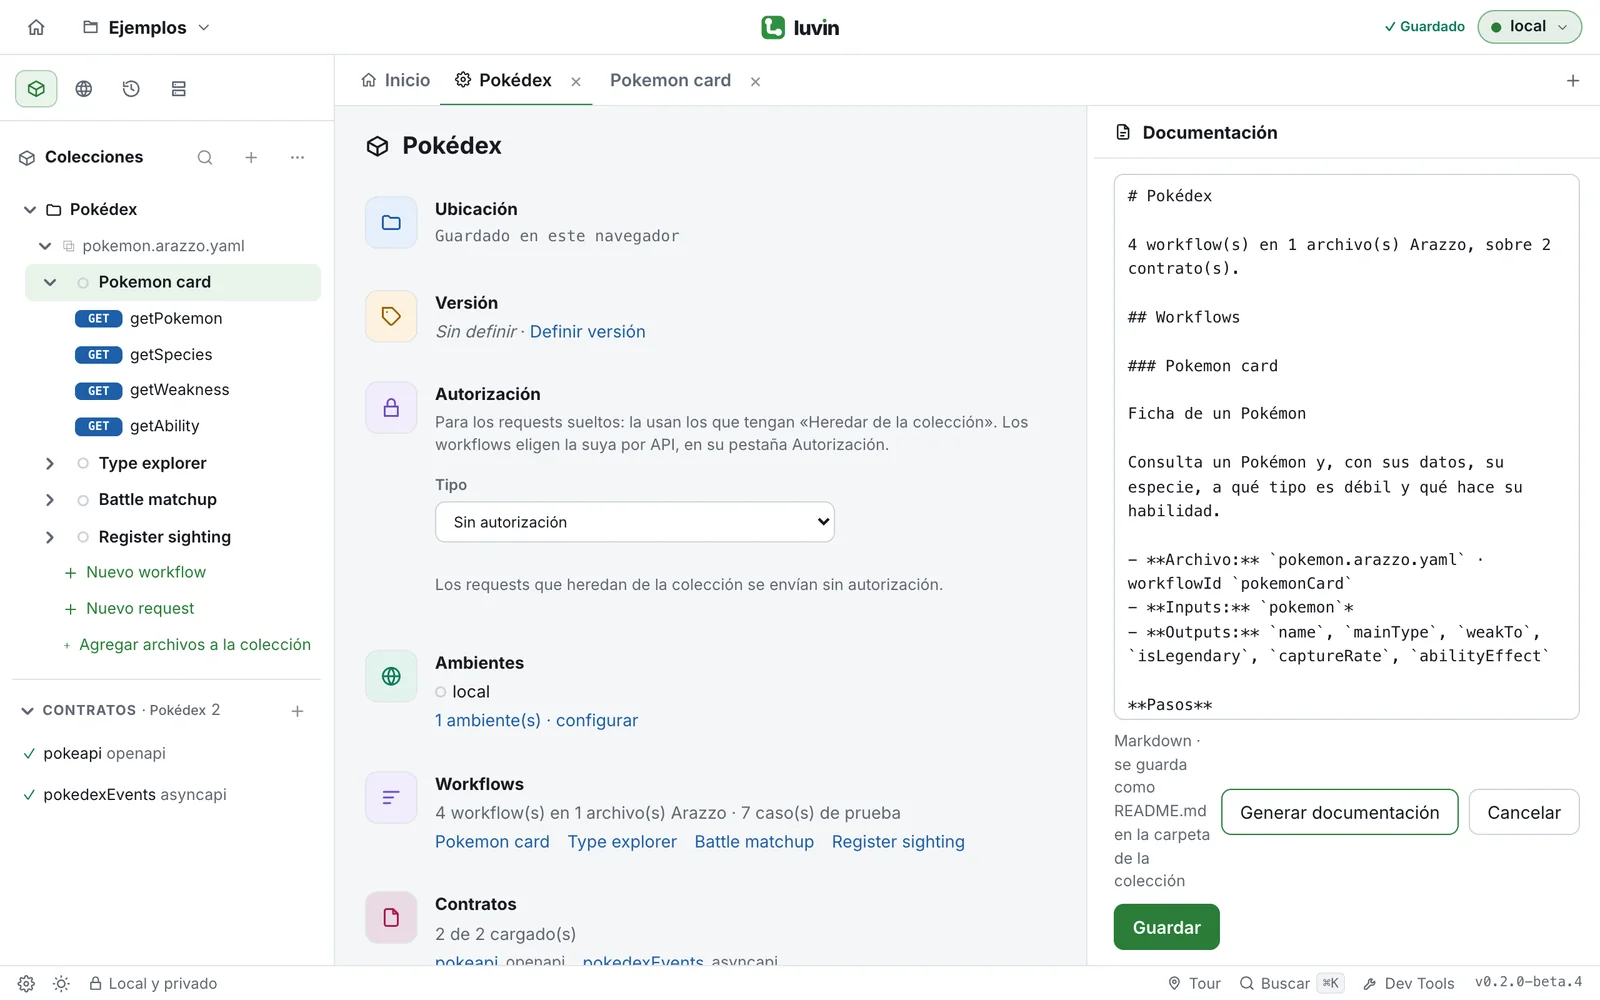 Ejemplos
luvin
Guardado
local
Inicio
Pokédex
Pokemon card
Colecciones
Pokédex
pokemon.arazzo.yaml
Pokemon card
GET getPokemon
GET getSpecies
GET getWeakness
GET getAbility
Type explorer
Battle matchup
Register sighting
+ Nuevo workflow
+ Nuevo request
+ Agregar archivos a la colección
CONTRATOS · Pokédex 2
pokeapi openapi
pokedexEvents asyncapi
Pokédex
Ubicación
Guardado en este navegador
Versión
Sin definir · Definir versión
Autorización
Para los requests sueltos: la usan los que tengan «Heredar de la colección». Los
workflows eligen la suya por API, en su pestaña Autorización.
Tipo
Sin autorización
Los requests que heredan de la colección se envían sin autorización.
Ambientes
local
1 ambiente(s) · configurar
Workflows
4 workflow(s) en 1 archivo(s) Arazzo · 7 caso(s) de prueba
Pokemon card Type explorer Battle matchup Register sighting
Contratos
2 de 2 cargado(s)
pokeapi openapi pokedexEvents asyncapi
Documentación
# Pokédex
4 workflow(s) en 1 archivo(s) Arazzo, sobre 2
contrato(s).
## Workflows
### Pokemon card
Ficha de un Pokémon
Consulta un Pokémon y, con sus datos, su
especie, a qué tipo es débil y qué hace su
habilidad.
- **Archivo:** `pokemon.arazzo.yaml` ·
workflowId `pokemonCard`
- **Inputs:** `pokemon`*
- **Outputs:** `name`, `mainType`, `weakTo`,
`isLegendary`, `captureRate`, `abilityEffect`
**Pasos**
Markdown ·
se guarda
como
README.md
en la carpeta
de la
colección
Generar documentación
Cancelar
Guardar
Local y privado
Tour
Buscar ⌘K
Dev Tools
v0.2.0-beta.4